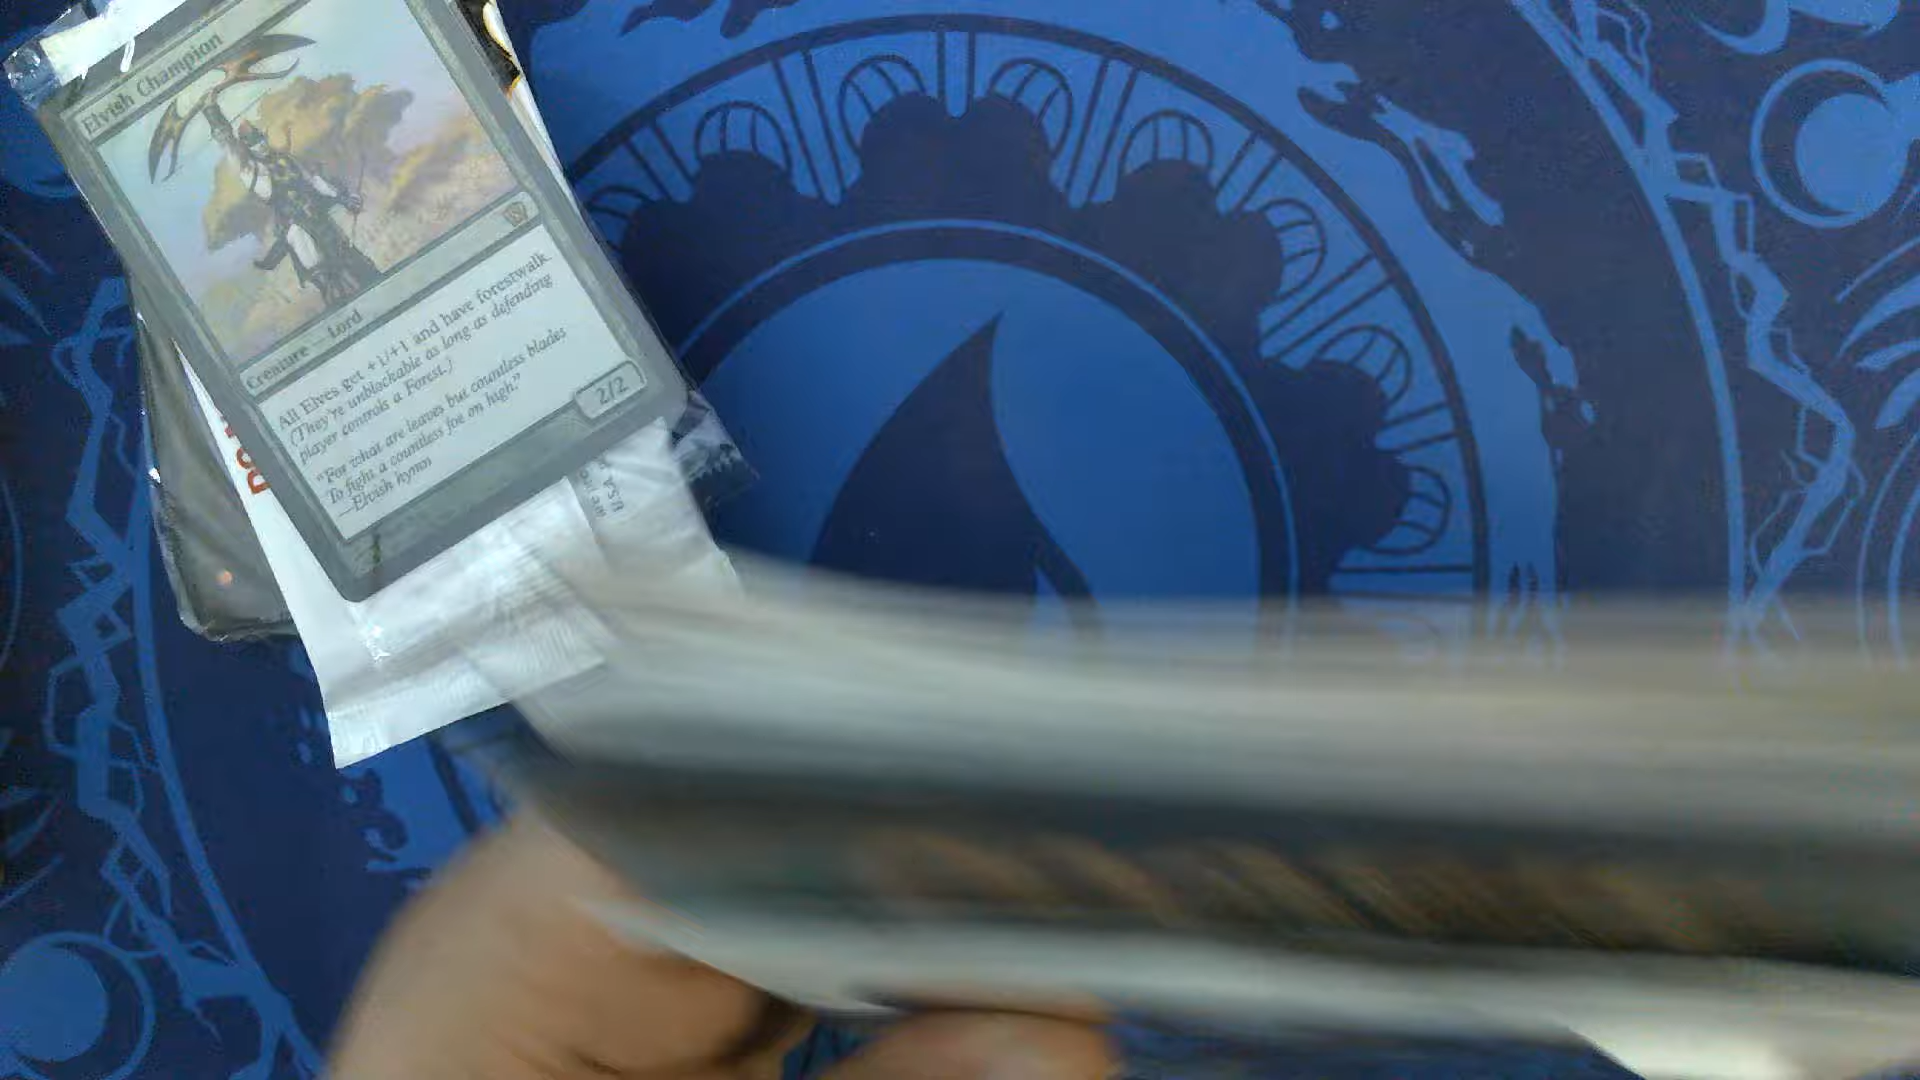 Elvish Champion
Creature — Lord
All Elves get +1/+1 and have forestwalk.
(They're unblockable as long as defending
player controls a Forest.)
"For what are leaves but countless blades
To fight a countless foe on high."
—Elvish hymn
2/2
U.S.A